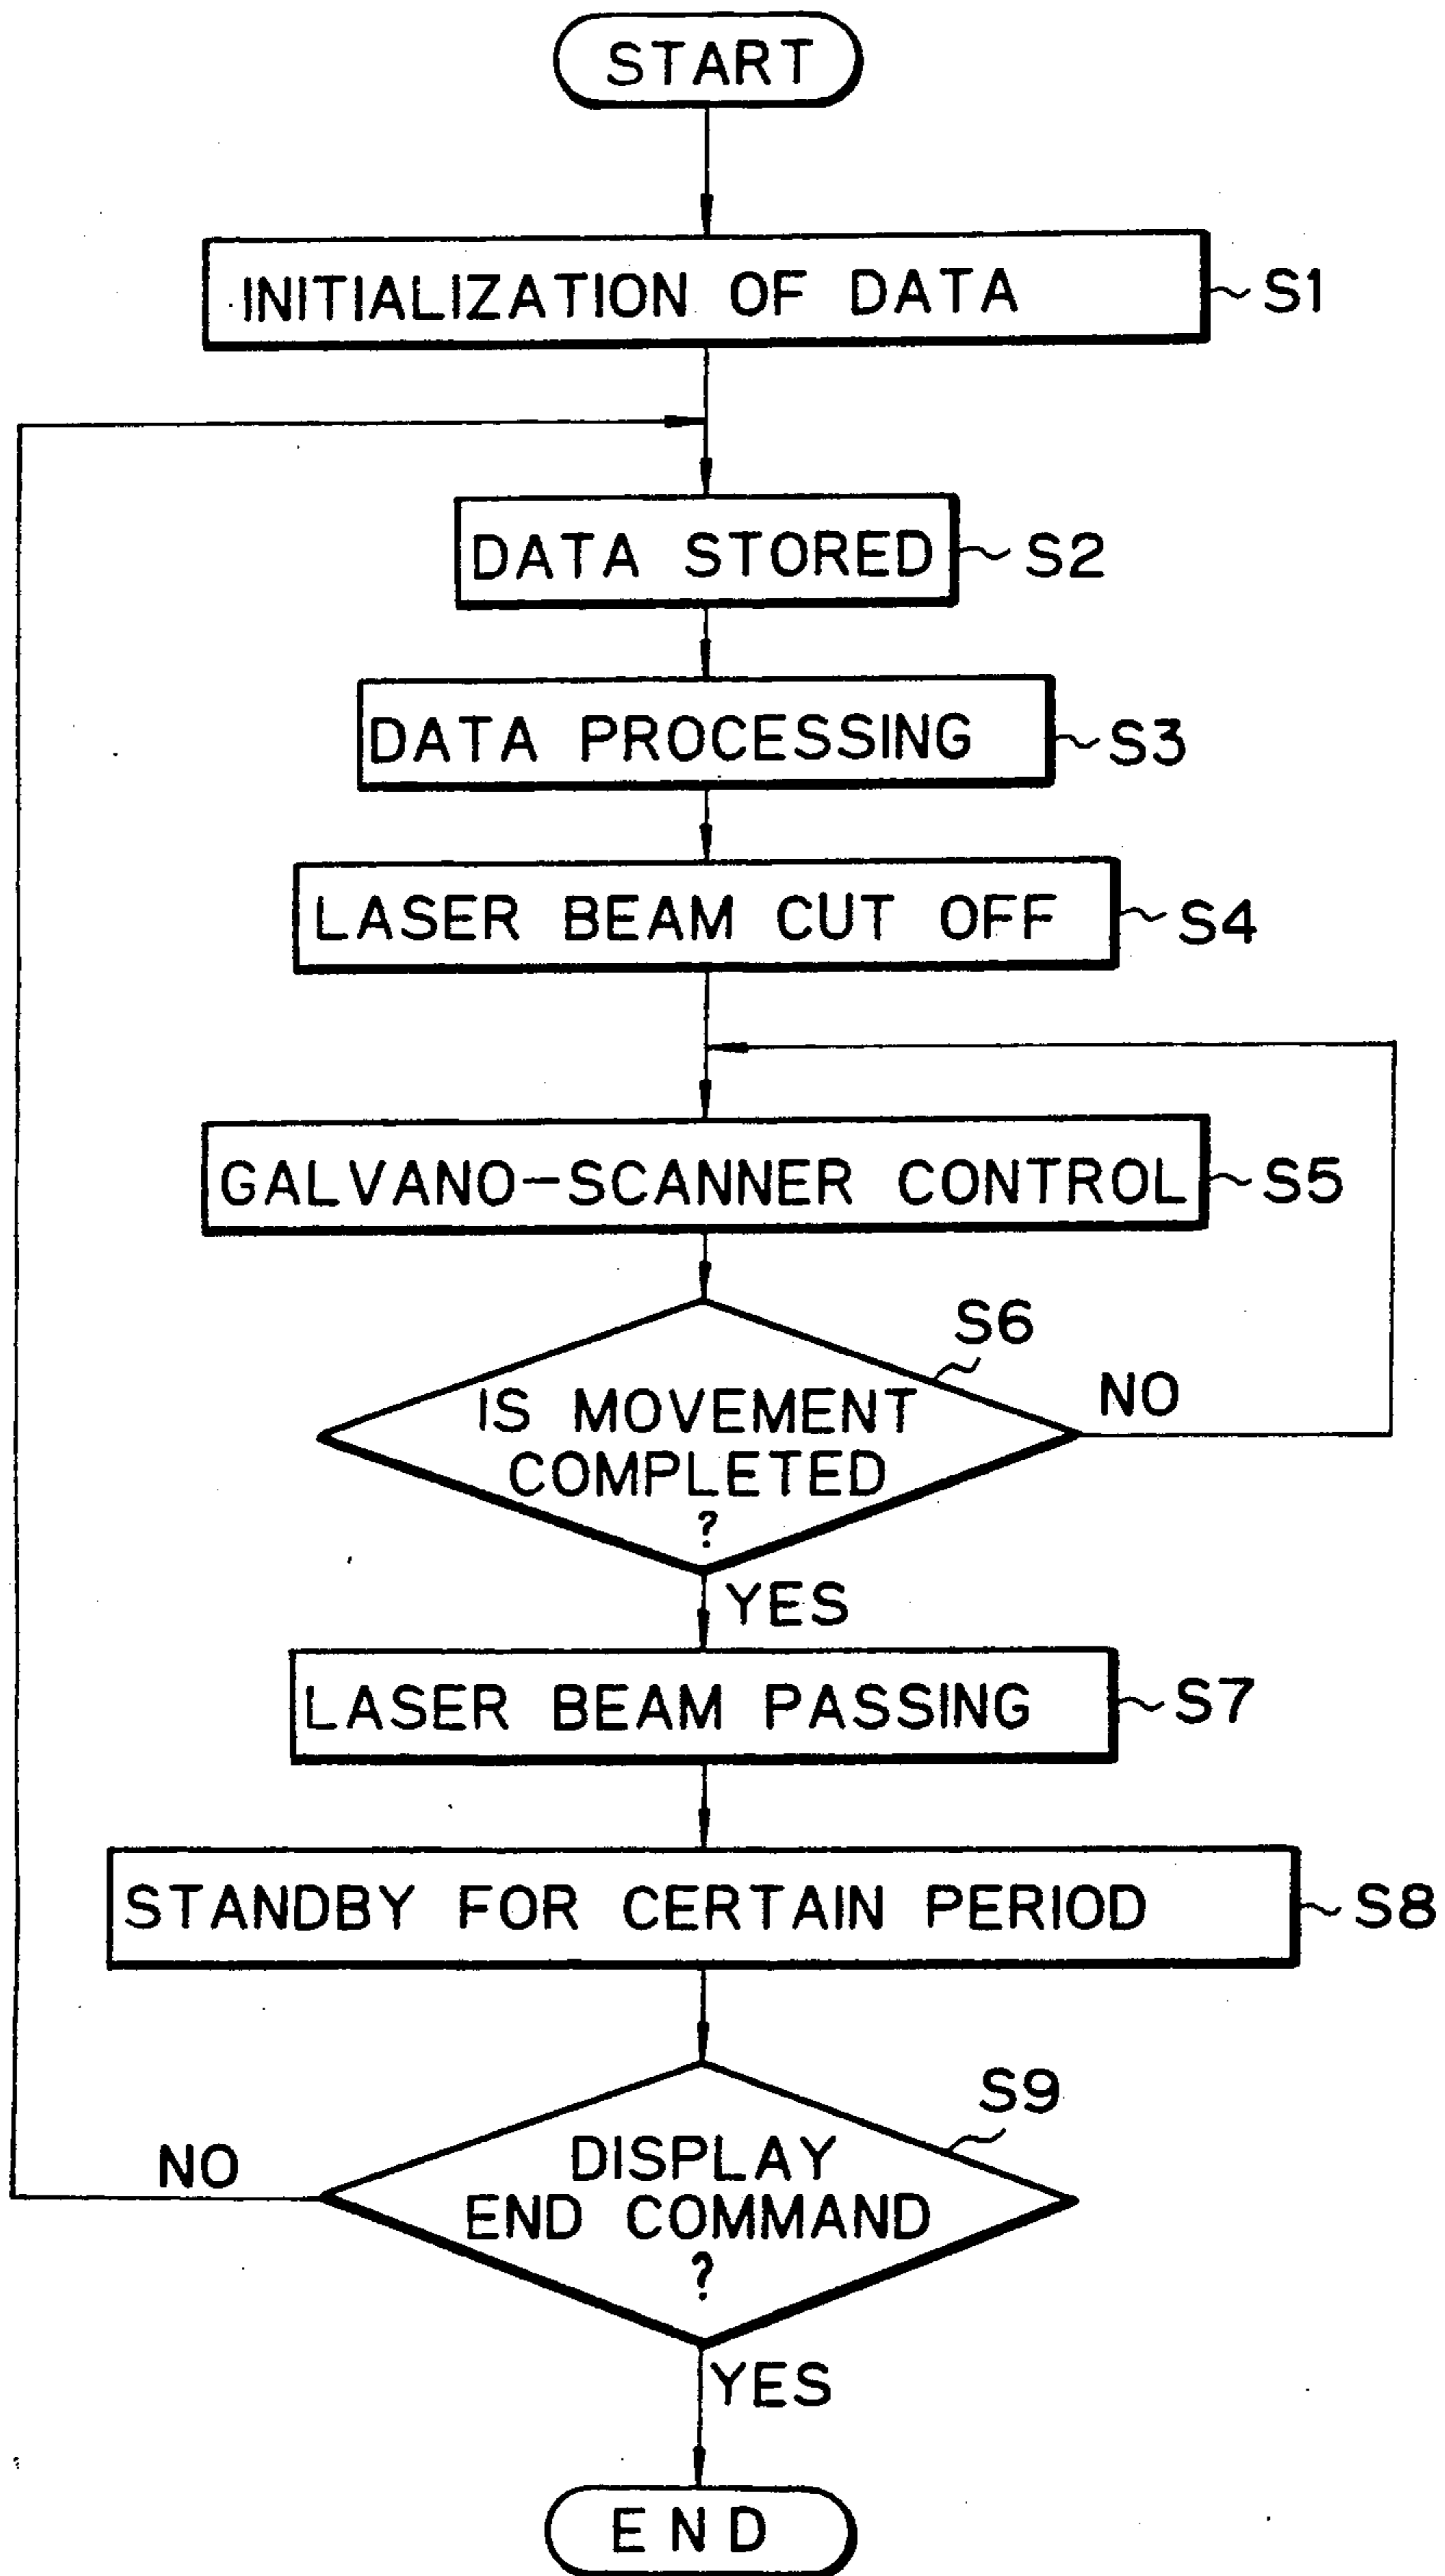 START
INITIALIZATION OF DATA
S1
DATA STORED
S2
DATA PROCESSING
S3
LASER BEAM CUT OFF
S4
GALVANO-SCANNER CONTROL
S5
S6
IS MOVEMENT
COMPLETED
?
NO
YES
LASER BEAM PASSING
S7
STANDBY FOR CERTAIN PERIOD
S8
S9
DISPLAY
END COMMAND
?
NO
YES
END